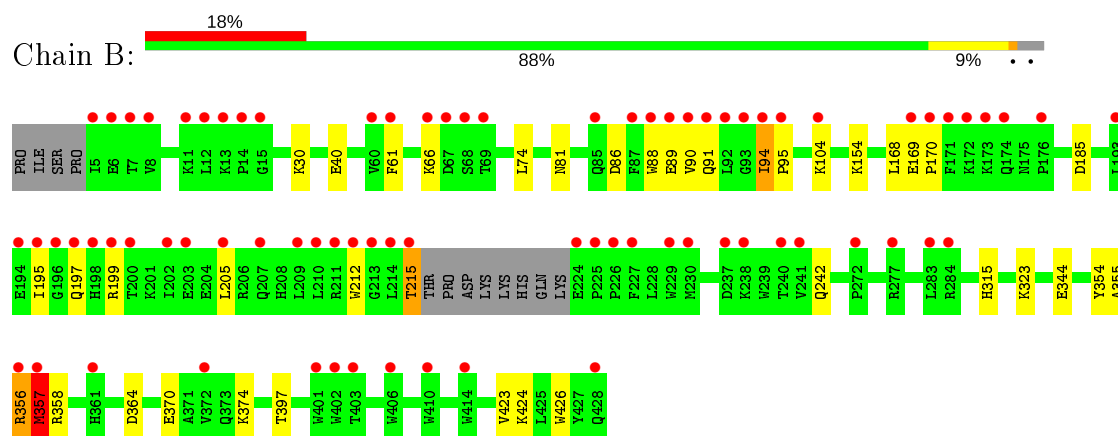 18%
Chain B:
88%
9%
PRO ILE SER PRO I5 E6 T7 V8 K11 L12 K13 P14 G15 K30 E40 V60 F61 K66 D67 S68 T69 L74 N81 Q85 D86 F87 W88 E89 V90 Q91 L92 G93 I94 P95 K104 K154 L168 E169 P170 F171 K172 K173 Q174 N175 P176 D185 L193
E194 I195 G196 Q197 H198 R199 T200 K201 I202 E203 E204 L205 R206 Q207 H208 L209 L210 R211 W212 G213 L214 T215 THR PRO ASP LYS LYS HIS GLN LYS E224 P225 P226 F227 L228 W229 M230 D237 K238 W239 T240 V241 Q242 P272 R277 L283 R284 H315 K323 E344 Y354 A355
R356 M357 R358 H361 D364 E370 A371 V372 Q373 K374 T397 W401 W402 T403 W406 W410 W414 V423 K424 L425 W426 Y427 Q428